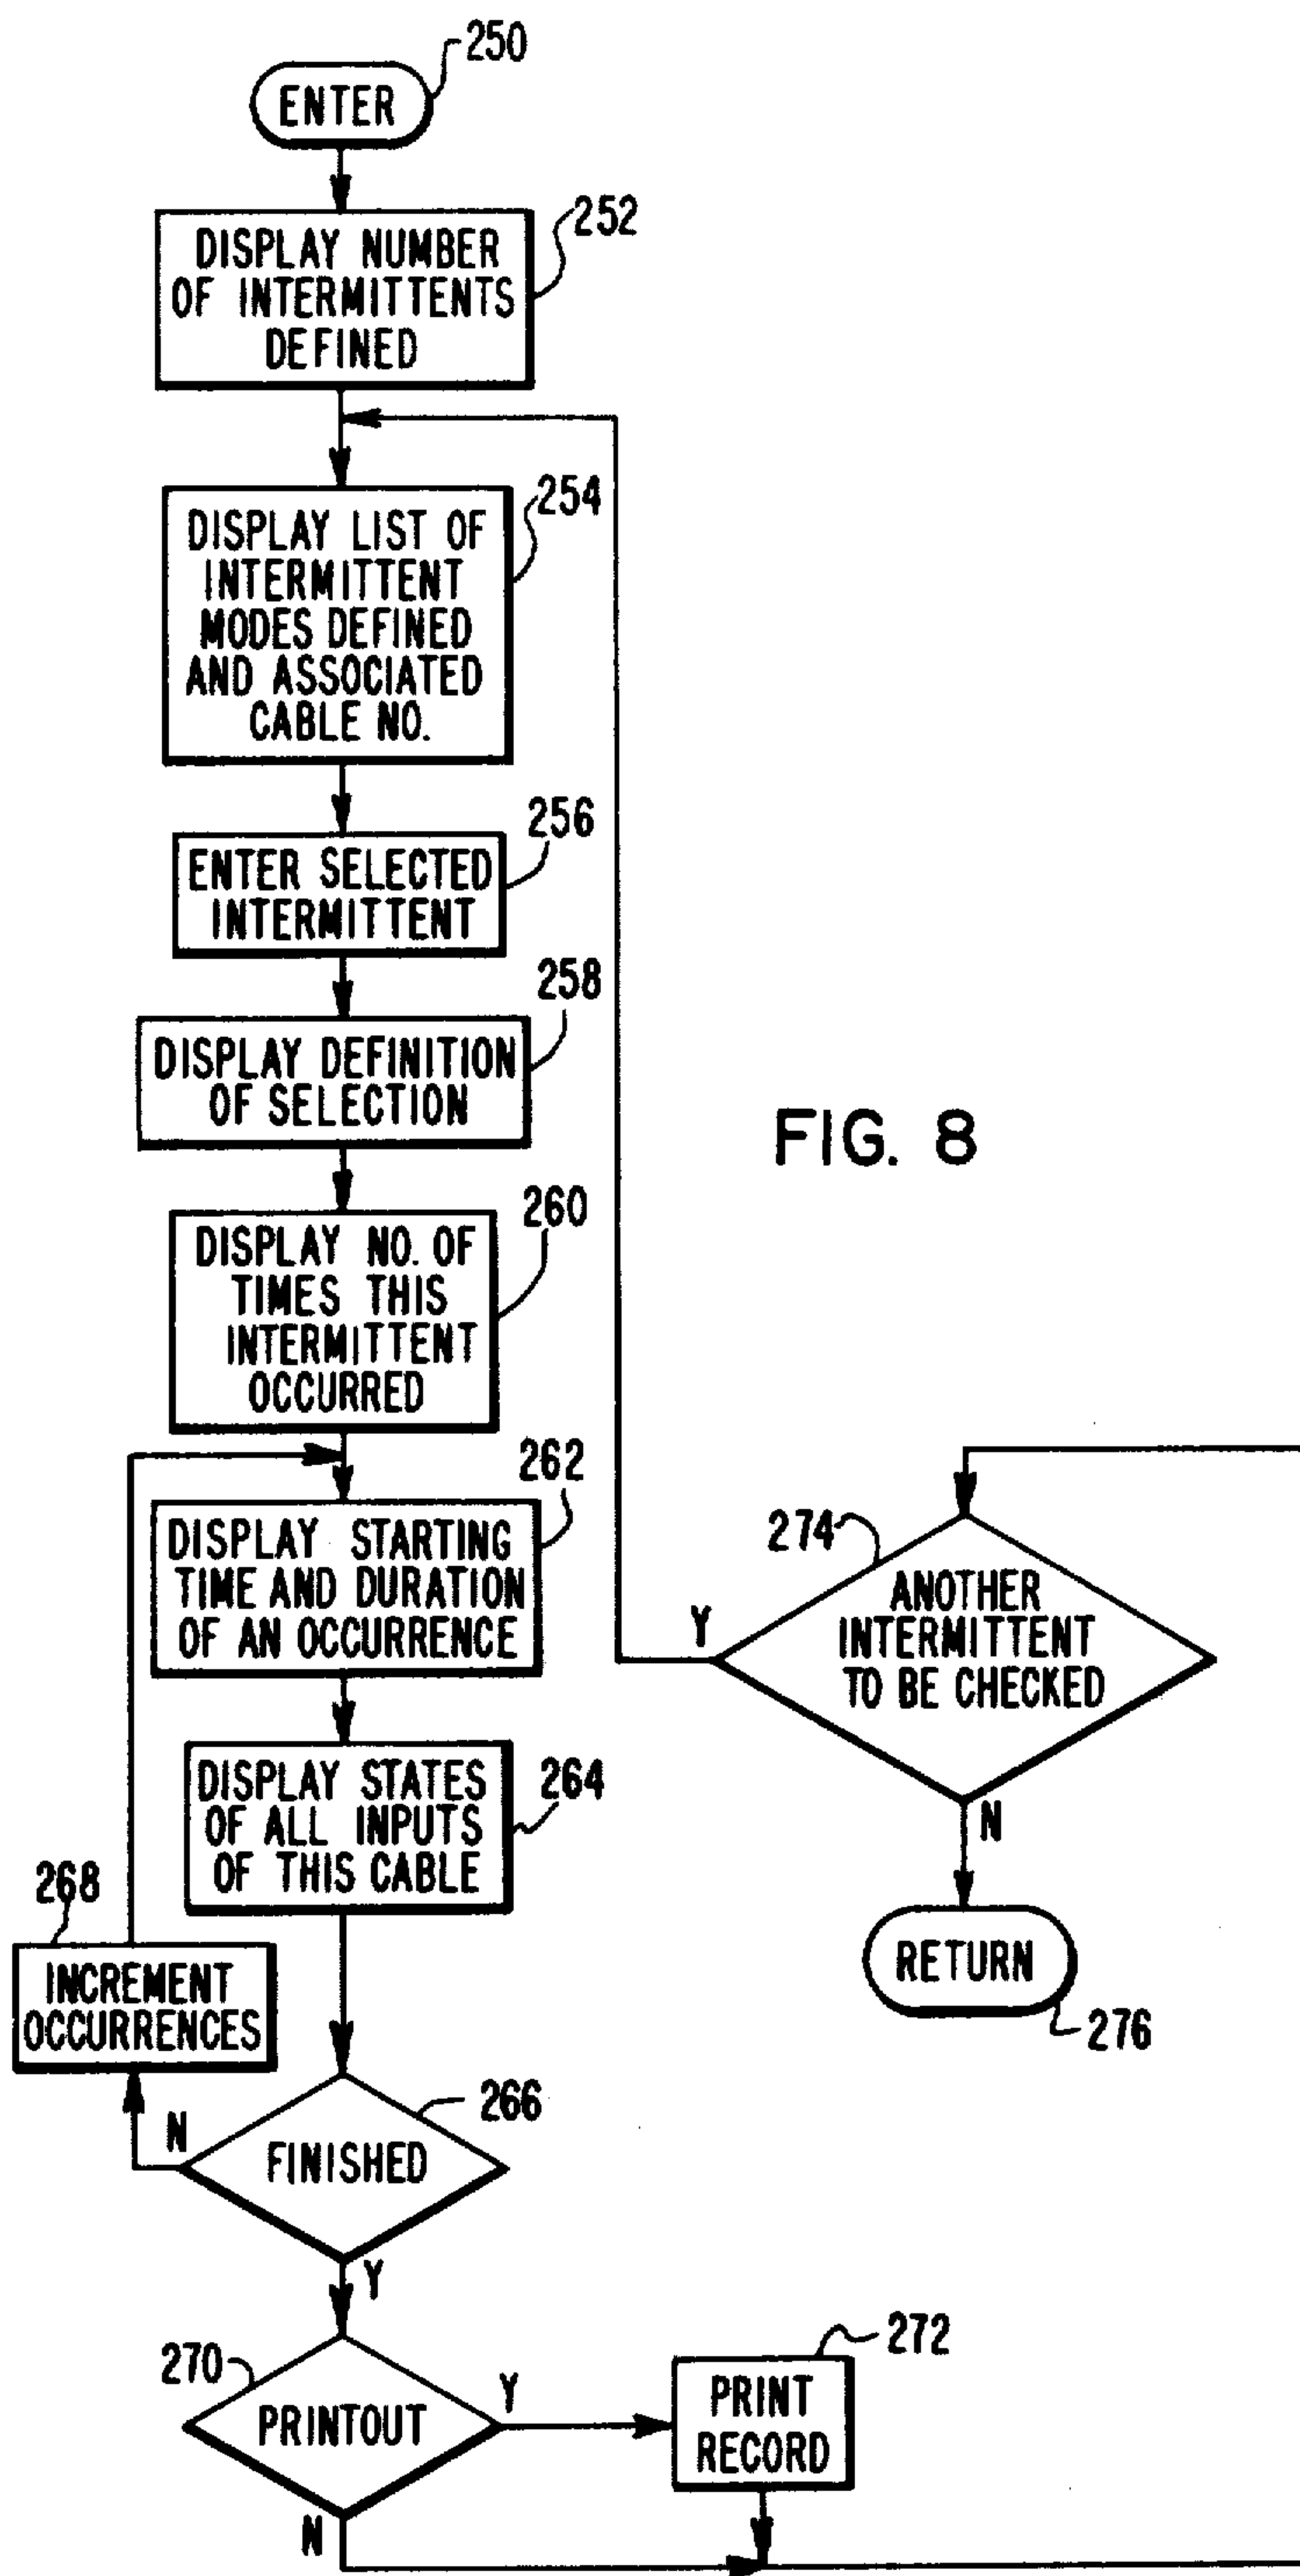 250
ENTER
252
DISPLAY NUMBER
OF INTERMITTENTS
DEFINED
254
DISPLAY LIST OF
INTERMITTENT
MODES DEFINED
AND ASSOCIATED
CABLE NO.
256
ENTER SELECTED
INTERMITTENT
258
DISPLAY DEFINITION
OF SELECTION
FIG. 8
260
DISPLAY NO. OF
TIMES THIS
INTERMITTENT
OCCURRED
262
DISPLAY STARTING
TIME AND DURATION
OF AN OCCURRENCE
264
DISPLAY STATES
OF ALL INPUTS
OF THIS CABLE
268
INCREMENT
OCCURRENCES
266
N
FINISHED
Y
270
PRINTOUT
Y
N
272
PRINT
RECORD
274
Y
ANOTHER
INTERMITTENT
TO BE CHECKED
N
RETURN
276